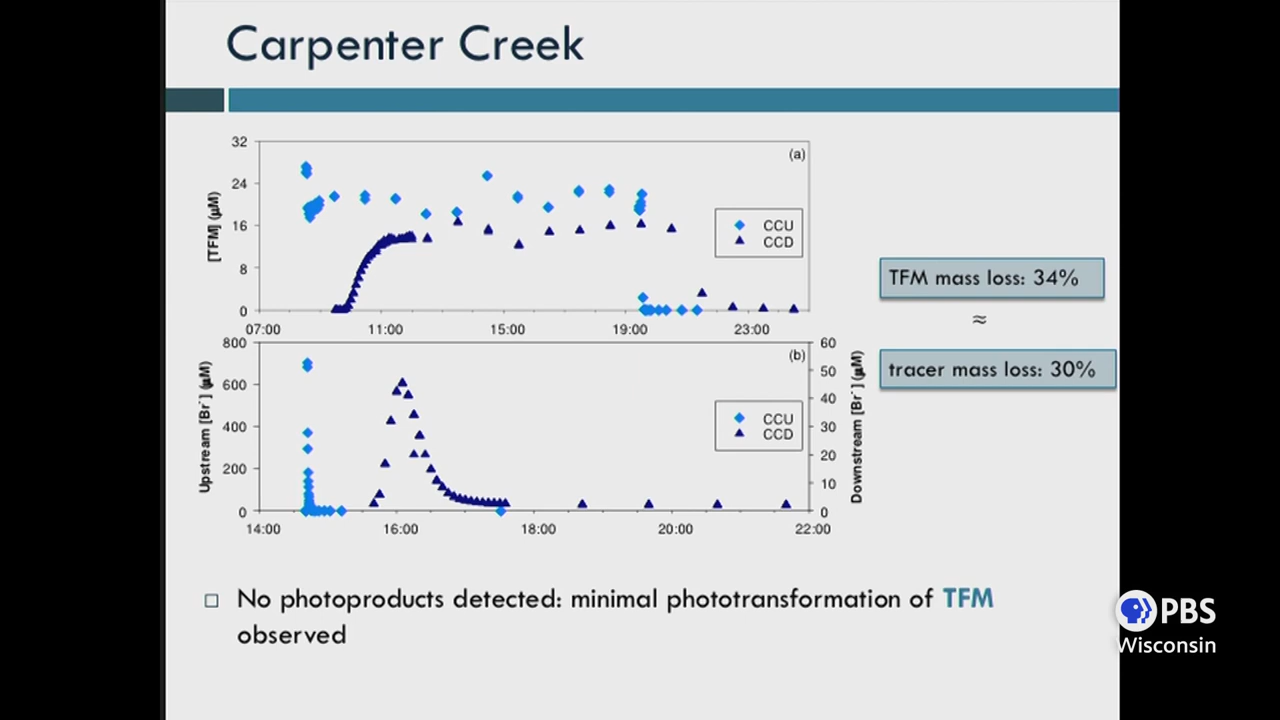 Carpenter Creek
32
24
16
8
0
[TFM] (µM)
(a)
CCU
CCD
07:00 11:00 15:00 19:00 23:00
TFM mass loss: 34%
≈
tracer mass loss: 30%
800
600
400
200
0
Upstream [Br⁻] (µM)
(b)
CCU
CCD
60
50
40
30
20
10
0
Downstream [Br⁻] (µM)
14:00 16:00 18:00 20:00 22:00
No photoproducts detected: minimal phototransformation of TFM
observed
PBS
Wisconsin